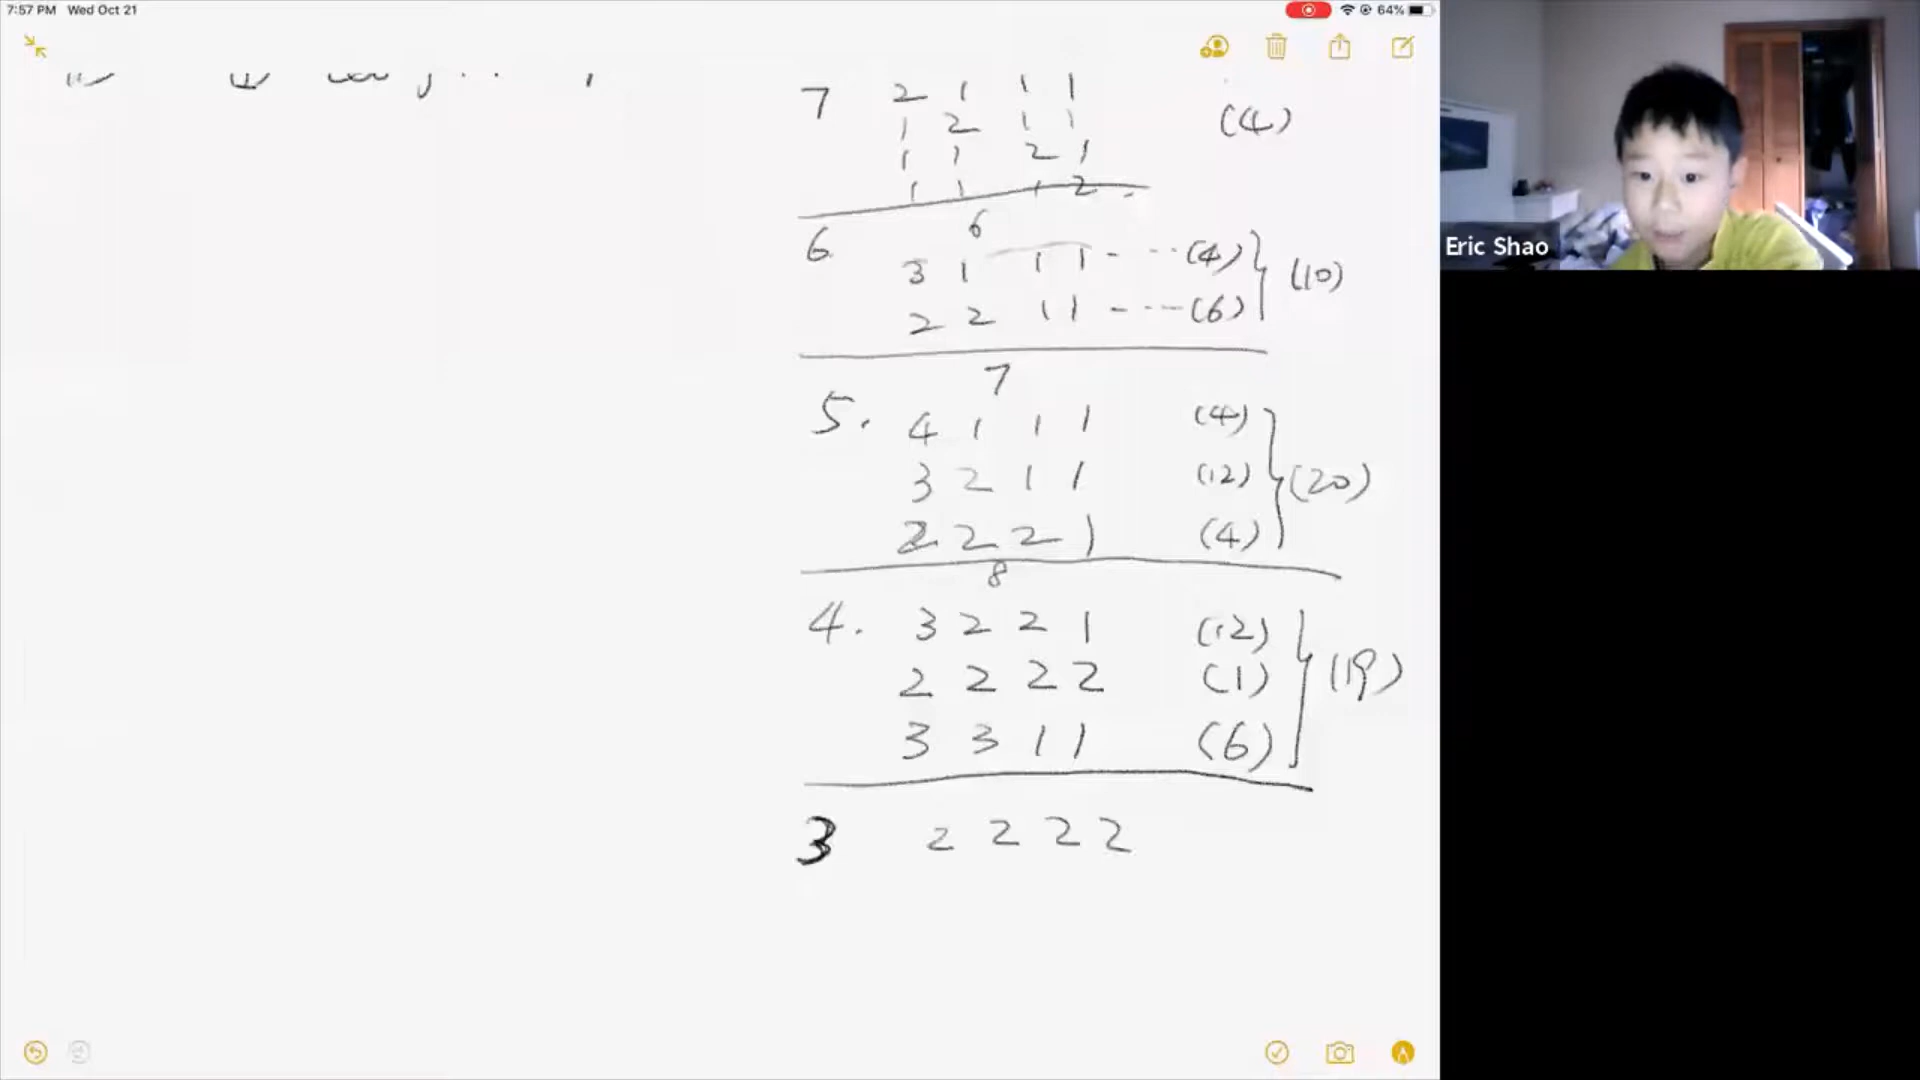 7:57 PM Wed Oct 21
64%
7 2 1 1 1
1 2 1 1 (4)
1 1 2 1
1 1 1 2
6
6. 3 1 1 1 - --- (4) } (10)
2 2 1 1 - --- (6)
7
5. 4 1 1 1 (4)
3 2 1 1 (12) } (20)
2 2 2 1 (4)
8
4. 3 2 2 1 (12)
2 2 2 2 (1) } (19)
3 3 1 1 (6)
3 2 2 2 2
Eric Shao